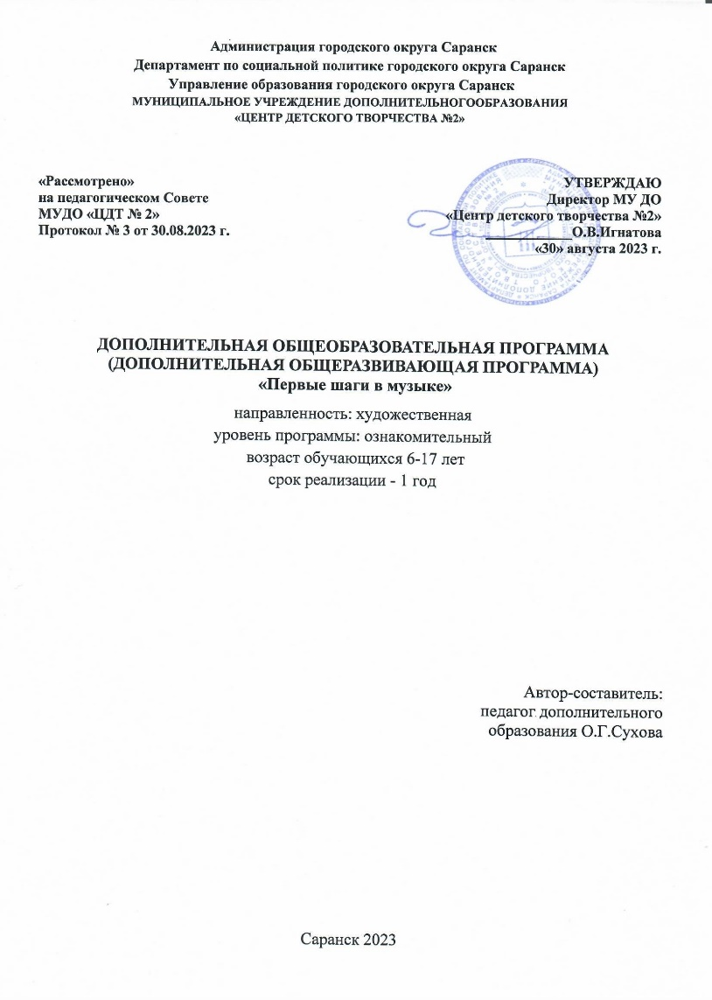 Администрация городского округа Саранск
Департамент по социальной политике городского округа Саранск
Управление образования городского округа Саранск
МУНИЦИПАЛЬНОЕ УЧРЕЖДЕНИЕ ДОПОЛНИТЕЛЬНОГООБРАЗОВАНИЯ
«ЦЕНТР ДЕТСКОГО ТВОРЧЕСТВА №2»
«Рассмотрено»
на педагогическом Совете
МУДО «ЦДТ № 2»
Протокол № 3 от 30.08.2023 г.
УТВЕРЖДАЮ
Директор МУ ДО
«Центр детского творчества №2»
____________О.В.Игнатова
«30» августа 2023 г.
ДОПОЛНИТЕЛЬНАЯ ОБЩЕОБРАЗОВАТЕЛЬНАЯ ПРОГРАММА
(ДОПОЛНИТЕЛЬНАЯ ОБЩЕРАЗВИВАЮЩАЯ ПРОГРАММА)
«Первые шаги в музыке»
направленность: художественная
уровень программы: ознакомительный
возраст обучающихся 6-17 лет
срок реализации - 1 год
Автор-составитель:
педагог дополнительного
образования О.Г.Сухова
Саранск 2023